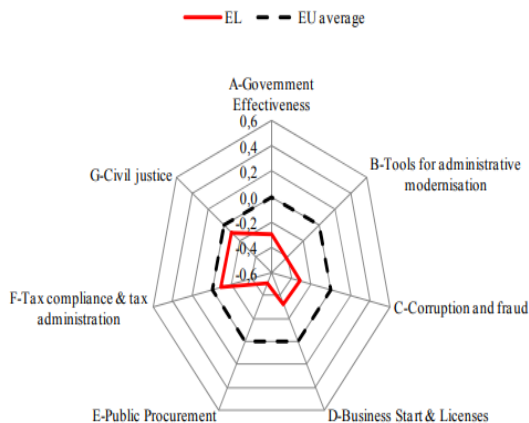 EL EU average
A-Government
Effectiveness
0,6
0,4
0,2
0,0
-0,2
-0,4
-0,6
B-Tools for administrative
modernisation
C-Corruption and fraud
D-Business Start & Licenses
E-Public Procurement
F-Tax compliance & tax
administration
G-Civil justice